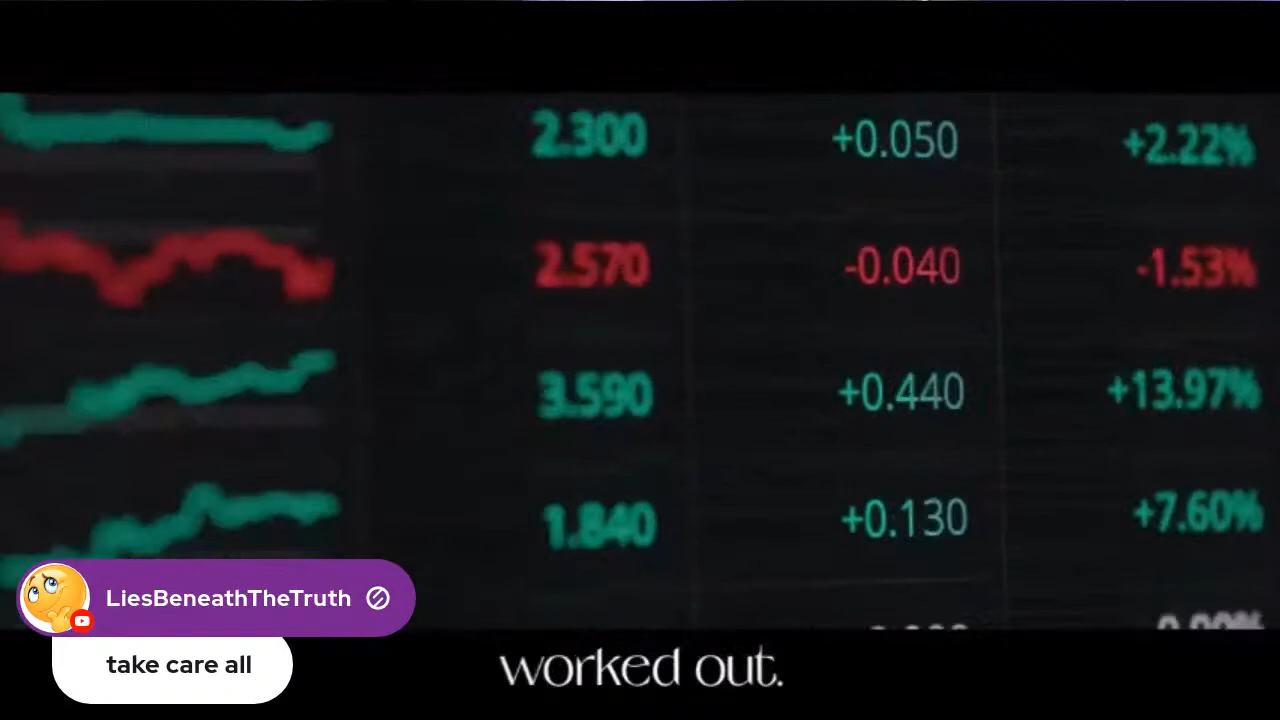 2.300 +0.050 +2.22%
2.570 -0.040 -1.53%
3.590 +0.440 +13.97%
1.840 +0.130 +7.60%
LiesBeneathTheTruth
take care all
worked out.